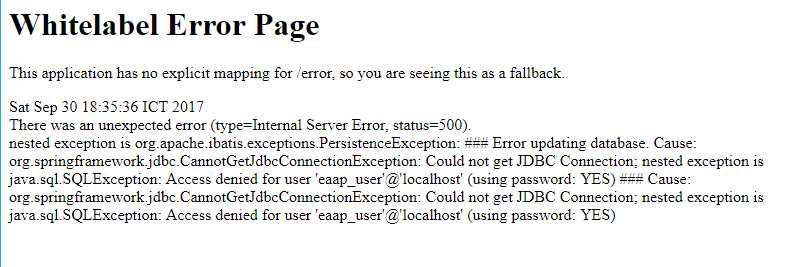 Whitelabel Error Page
This application has no explicit mapping for /error, so you are seeing this as a fallback.
Sat Sep 30 18:35:36 ICT 2017
There was an unexpected error (type=Internal Server Error, status=500).
nested exception is org.apache.ibatis.exceptions.PersistenceException: ### Error updating database. Cause:
org.springframework.jdbc.CannotGetJdbcConnectionException: Could not get JDBC Connection; nested exception is
java.sql.SQLException: Access denied for user 'eaap_user'@'localhost' (using password: YES) ### Cause:
org.springframework.jdbc.CannotGetJdbcConnectionException: Could not get JDBC Connection; nested exception is
java.sql.SQLException: Access denied for user 'eaap_user'@'localhost' (using password: YES)